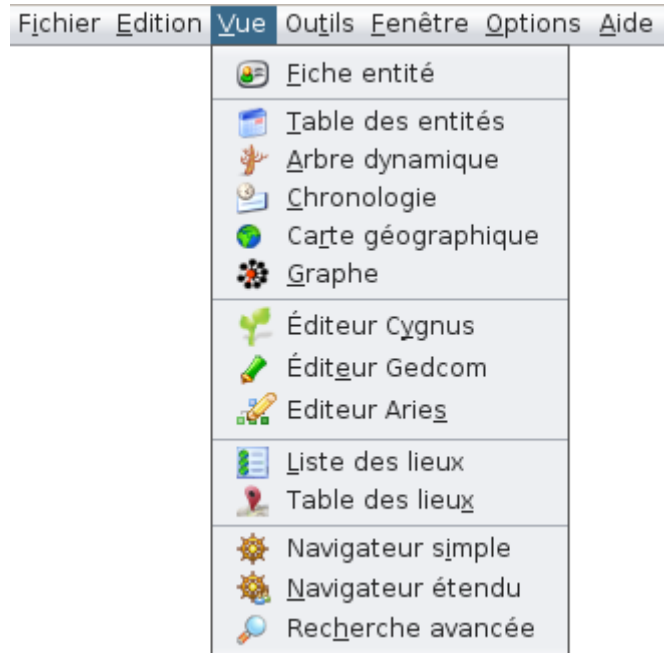 Fichier Edition Vue Outils Fenêtre Options Aide
Fiche entité
Table des entités
Arbre dynamique
Chronologie
Carte géographique
Graphe
Éditeur Cygnus
Éditeur Gedcom
Editeur Aries
Liste des lieux
Table des lieux
Navigateur simple
Navigateur étendu
Recherche avancée